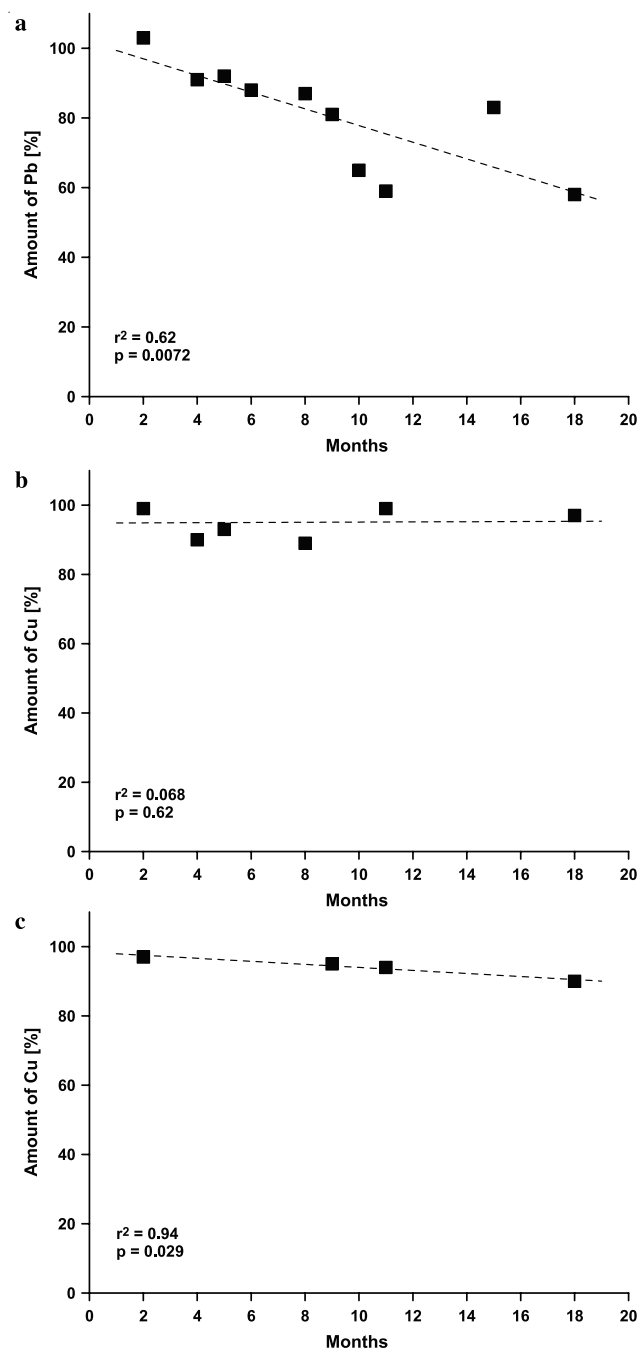 a
100
80
60
40
20
0
Amount of Pb [%]
r² = 0.62
p = 0.0072
0 2 4 6 8 10 12 14 16 18 20
Months
b
100
80
60
40
20
0
Amount of Cu [%]
r² = 0.068
p = 0.62
0 2 4 6 8 10 12 14 16 18 20
Months
c
100
80
60
40
20
0
Amount of Cu [%]
r² = 0.94
p = 0.029
0 2 4 6 8 10 12 14 16 18 20
Months